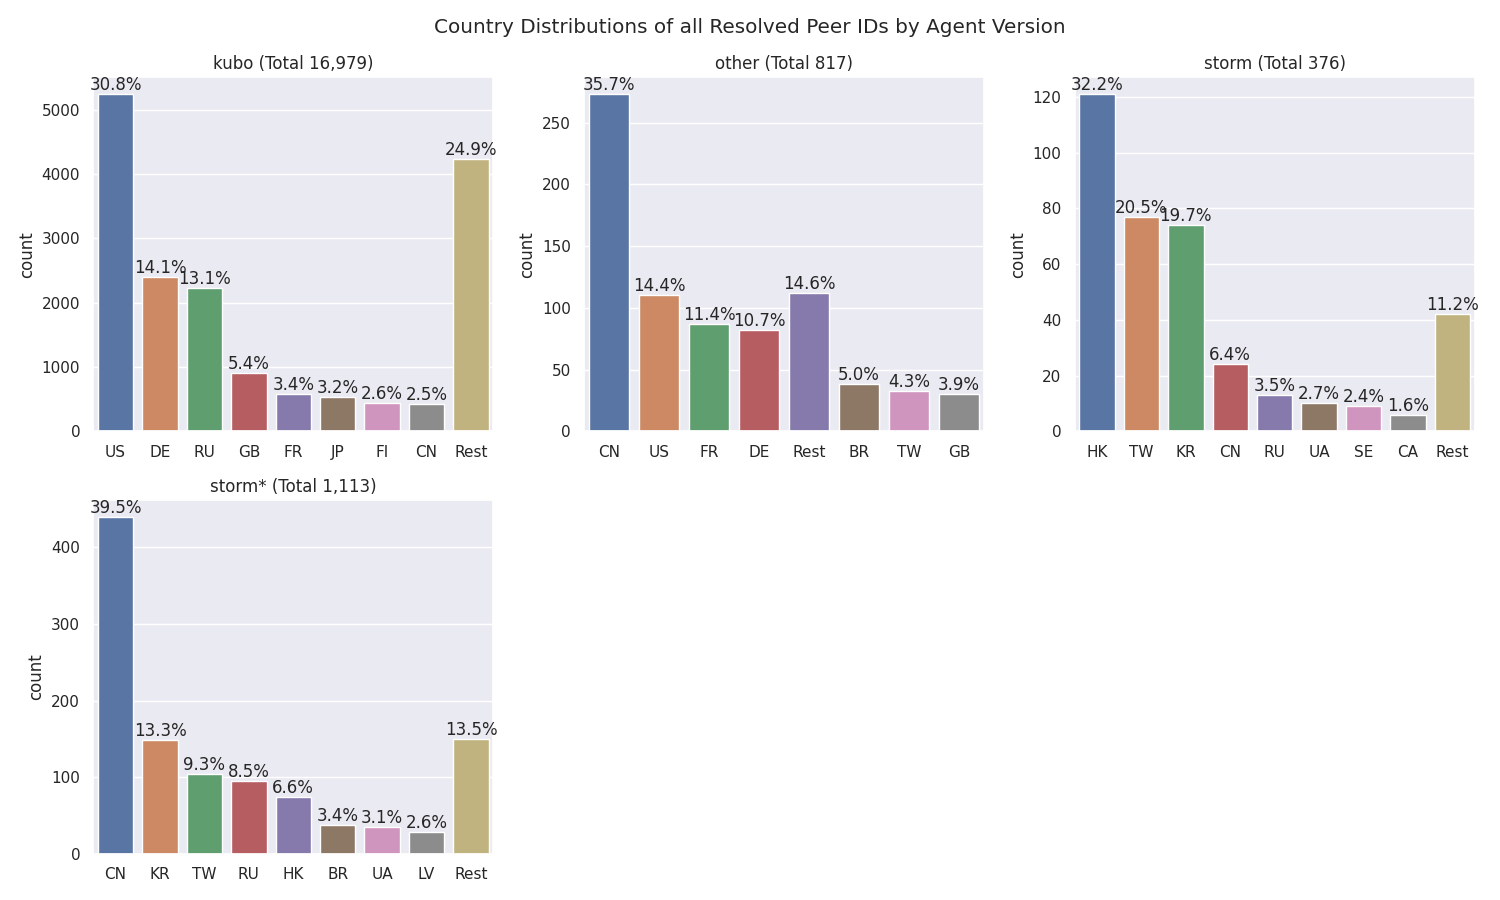 Country Distributions of all Resolved Peer IDs by Agent Version
kubo (Total 16,979)
count
5000
4000
3000
2000
1000
0
30.8% 14.1% 13.1% 5.4% 3.4% 3.2% 2.6% 2.5% 24.9%
US DE RU GB FR JP FI CN Rest
other (Total 817)
count
250
200
150
100
50
0
35.7% 14.4% 11.4% 10.7% 14.6% 5.0% 4.3% 3.9%
CN US FR DE Rest BR TW GB
storm (Total 376)
count
120
100
80
60
40
20
0
32.2% 20.5% 19.7% 6.4% 3.5% 2.7% 2.4% 1.6% 11.2%
HK TW KR CN RU UA SE CA Rest
storm* (Total 1,113)
count
400
300
200
100
0
39.5% 13.3% 9.3% 8.5% 6.6% 3.4% 3.1% 2.6% 13.5%
CN KR TW RU HK BR UA LV Rest